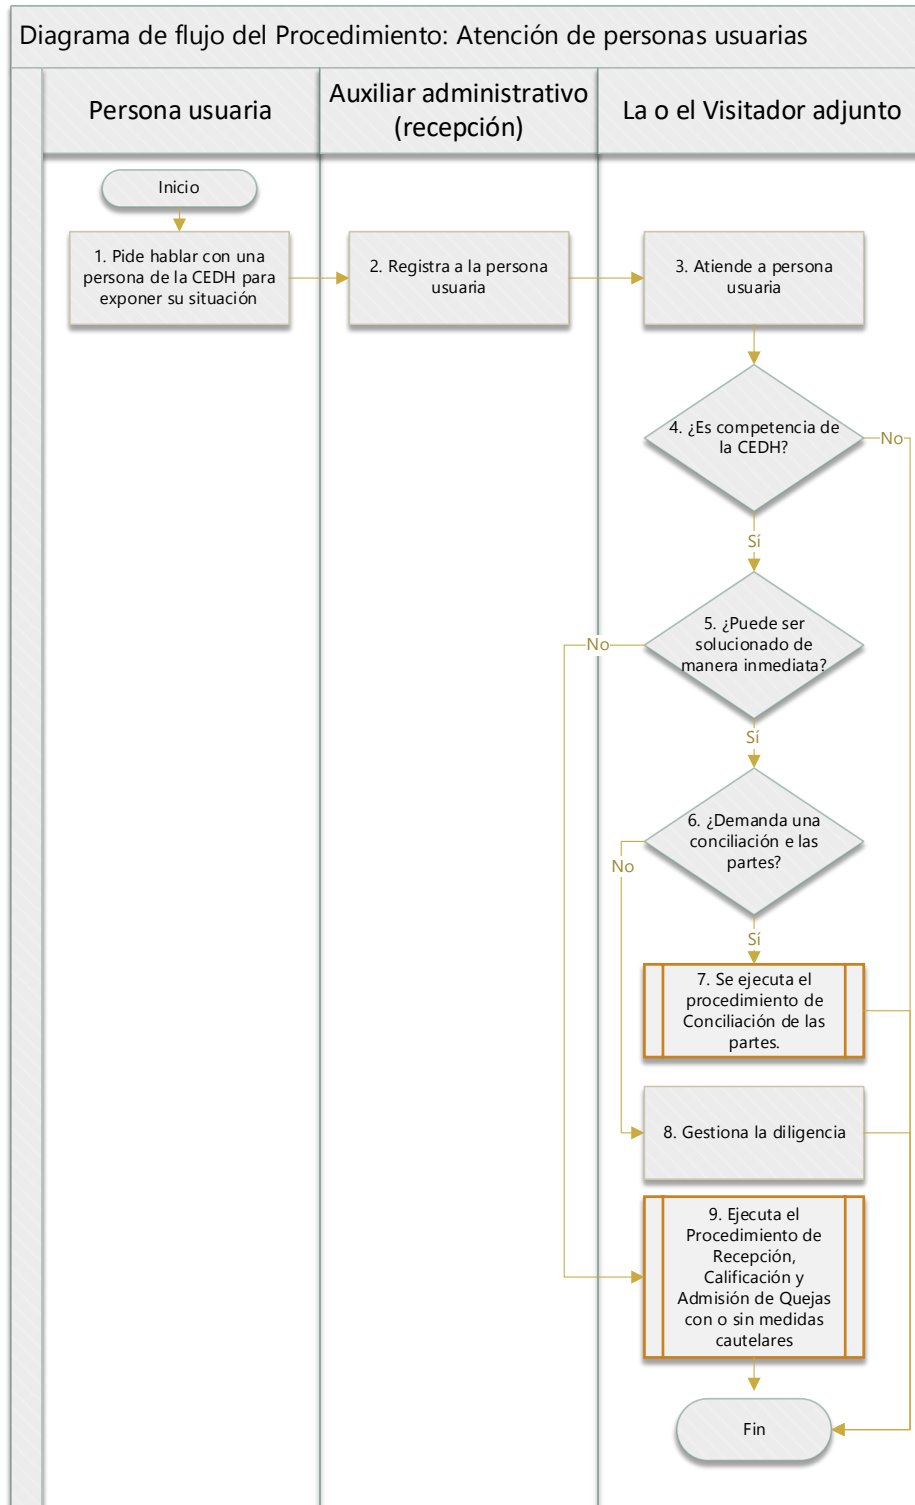 Diagrama de flujo del Procedimiento: Atención de personas usuarias
Persona usuaria
Auxiliar administrativo
(recepción)
La o el Visitador adjunto
Inicio
1. Pide hablar con una
persona de la CEDH para
exponer su situación
2. Registra a la persona
usuaria
3. Atiende a persona
usuaria
4. ¿Es competencia de
la CEDH?
No
Sí
5. ¿Puede ser
solucionado de
manera inmediata?
No
Sí
6. ¿Demanda una
conciliación e las
partes?
No
Sí
7. Se ejecuta el
procedimiento de
Conciliación de las
partes.
8. Gestiona la diligencia
9. Ejecuta el
Procedimiento de
Recepción,
Calificación y
Admisión de Quejas
con o sin medidas
cautelares
Fin